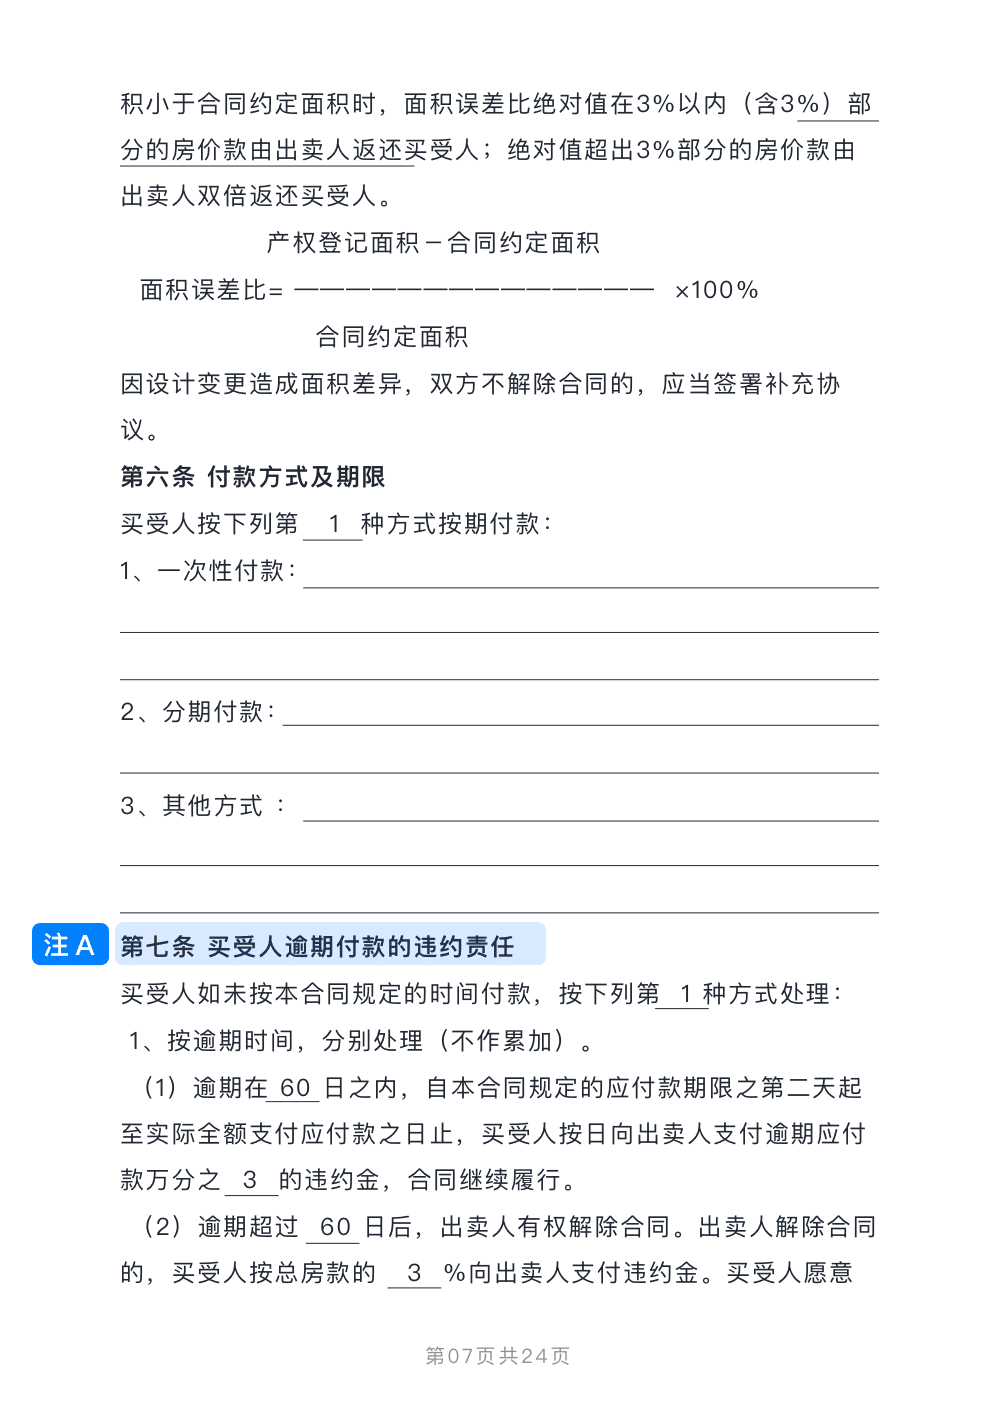 积小于合同约定面积时，面积误差比绝对值在3%以内（含3%）部
分的房价款由出卖人返还买受人；绝对值超出3%部分的房价款由
出卖人双倍返还买受人。
产权登记面积－合同约定面积
面积误差比= —————————————— ×100%
合同约定面积
因设计变更造成面积差异，双方不解除合同的，应当签署补充协
议。
第六条 付款方式及期限
买受人按下列第 1 种方式按期付款：
1、一次性付款：
2、分期付款：
3、其他方式 ：
注 A 第七条 买受人逾期付款的违约责任
买受人如未按本合同规定的时间付款，按下列第 1 种方式处理：
1、按逾期时间，分别处理（不作累加）。
（1）逾期在 60 日之内，自本合同规定的应付款期限之第二天起
至实际全额支付应付款之日止，买受人按日向出卖人支付逾期应付
款万分之 3 的违约金，合同继续履行。
（2）逾期超过 60 日后，出卖人有权解除合同。出卖人解除合同
的，买受人按总房款的 3 %向出卖人支付违约金。买受人愿意
第07页共24页